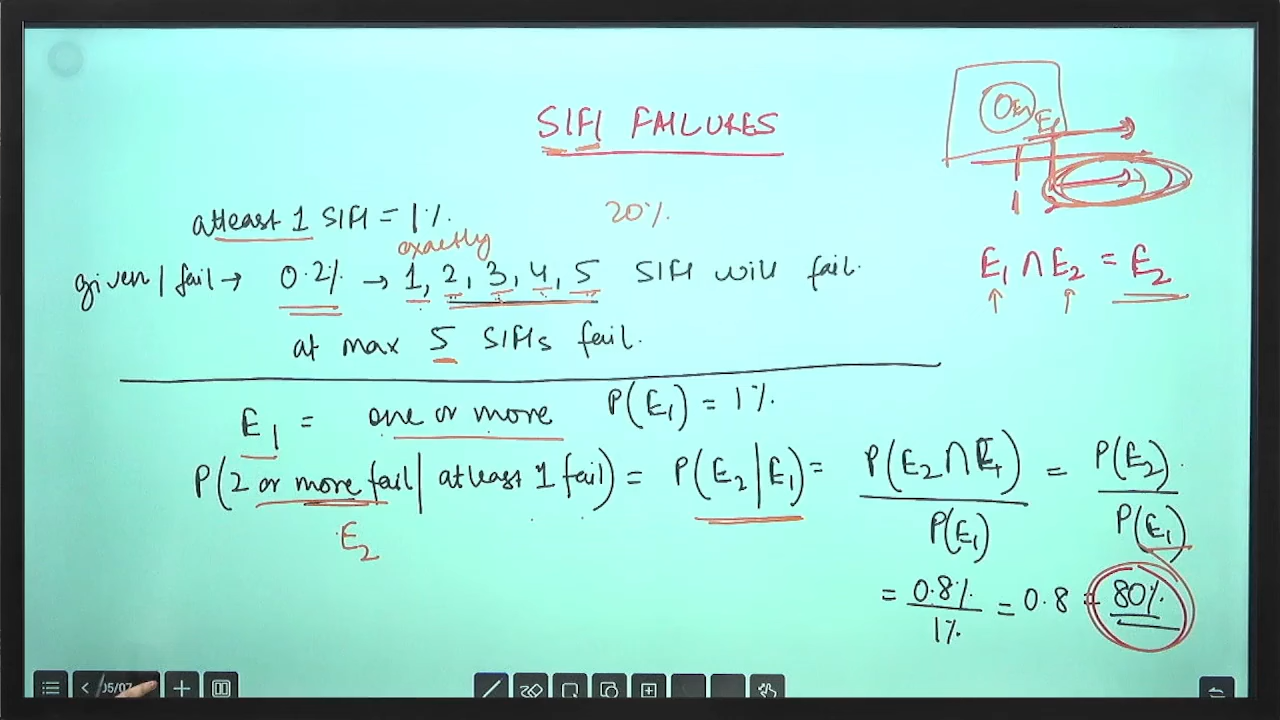 SIFI FAILURES
atleast 1 SIFI = 1%.
20%.
exactly
given 1 fail → 0.2% → 1, 2, 3, 4, 5 SIFI will fail.
at max 5 SIFIs fail.
E₁ ∩ E₂ = E₂
E₁ = one or more P(E₁) = 1%.
P(2 or more fail | atleast 1 fail) = P(E₂|E₁) = P(E₂ ∩ E₁) / P(E₁) = P(E₂) / P(E₁)
E₂
= 0.8% / 1% = 0.8 = 80%
05/07